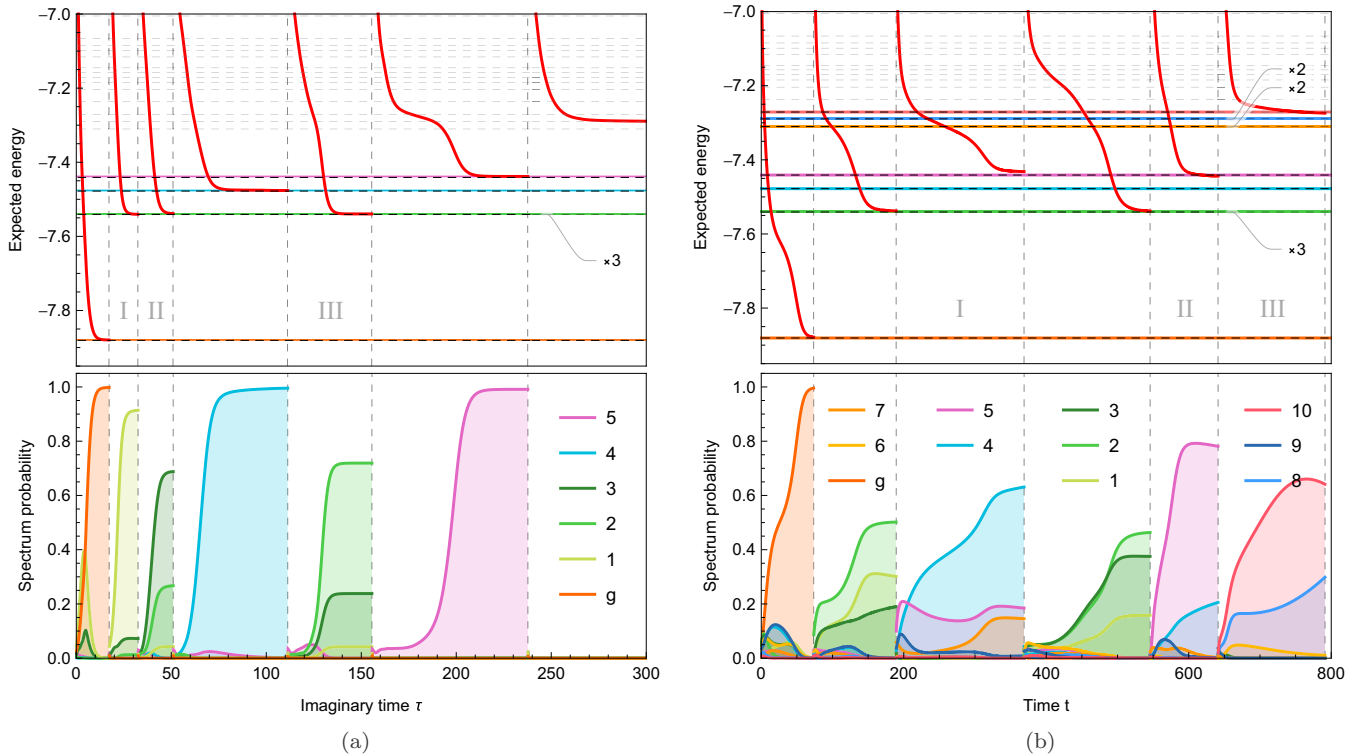 −7.0
−7.2
−7.4
−7.6
−7.8
Expected energy
I
II
III
×3
1.0
0.8
0.6
0.4
0.2
0.0
Spectrum probability
5
4
3
2
1
g
0
50
100
150
200
250
300
Imaginary time τ
(a)
−7.0
−7.2
−7.4
−7.6
−7.8
Expected energy
×2
×2
×3
I
II
III
1.0
0.8
0.6
0.4
0.2
0.0
Spectrum probability
7 5 3 10
6 4 2 9
g 1 8
0
200
400
600
800
Time t
(b)